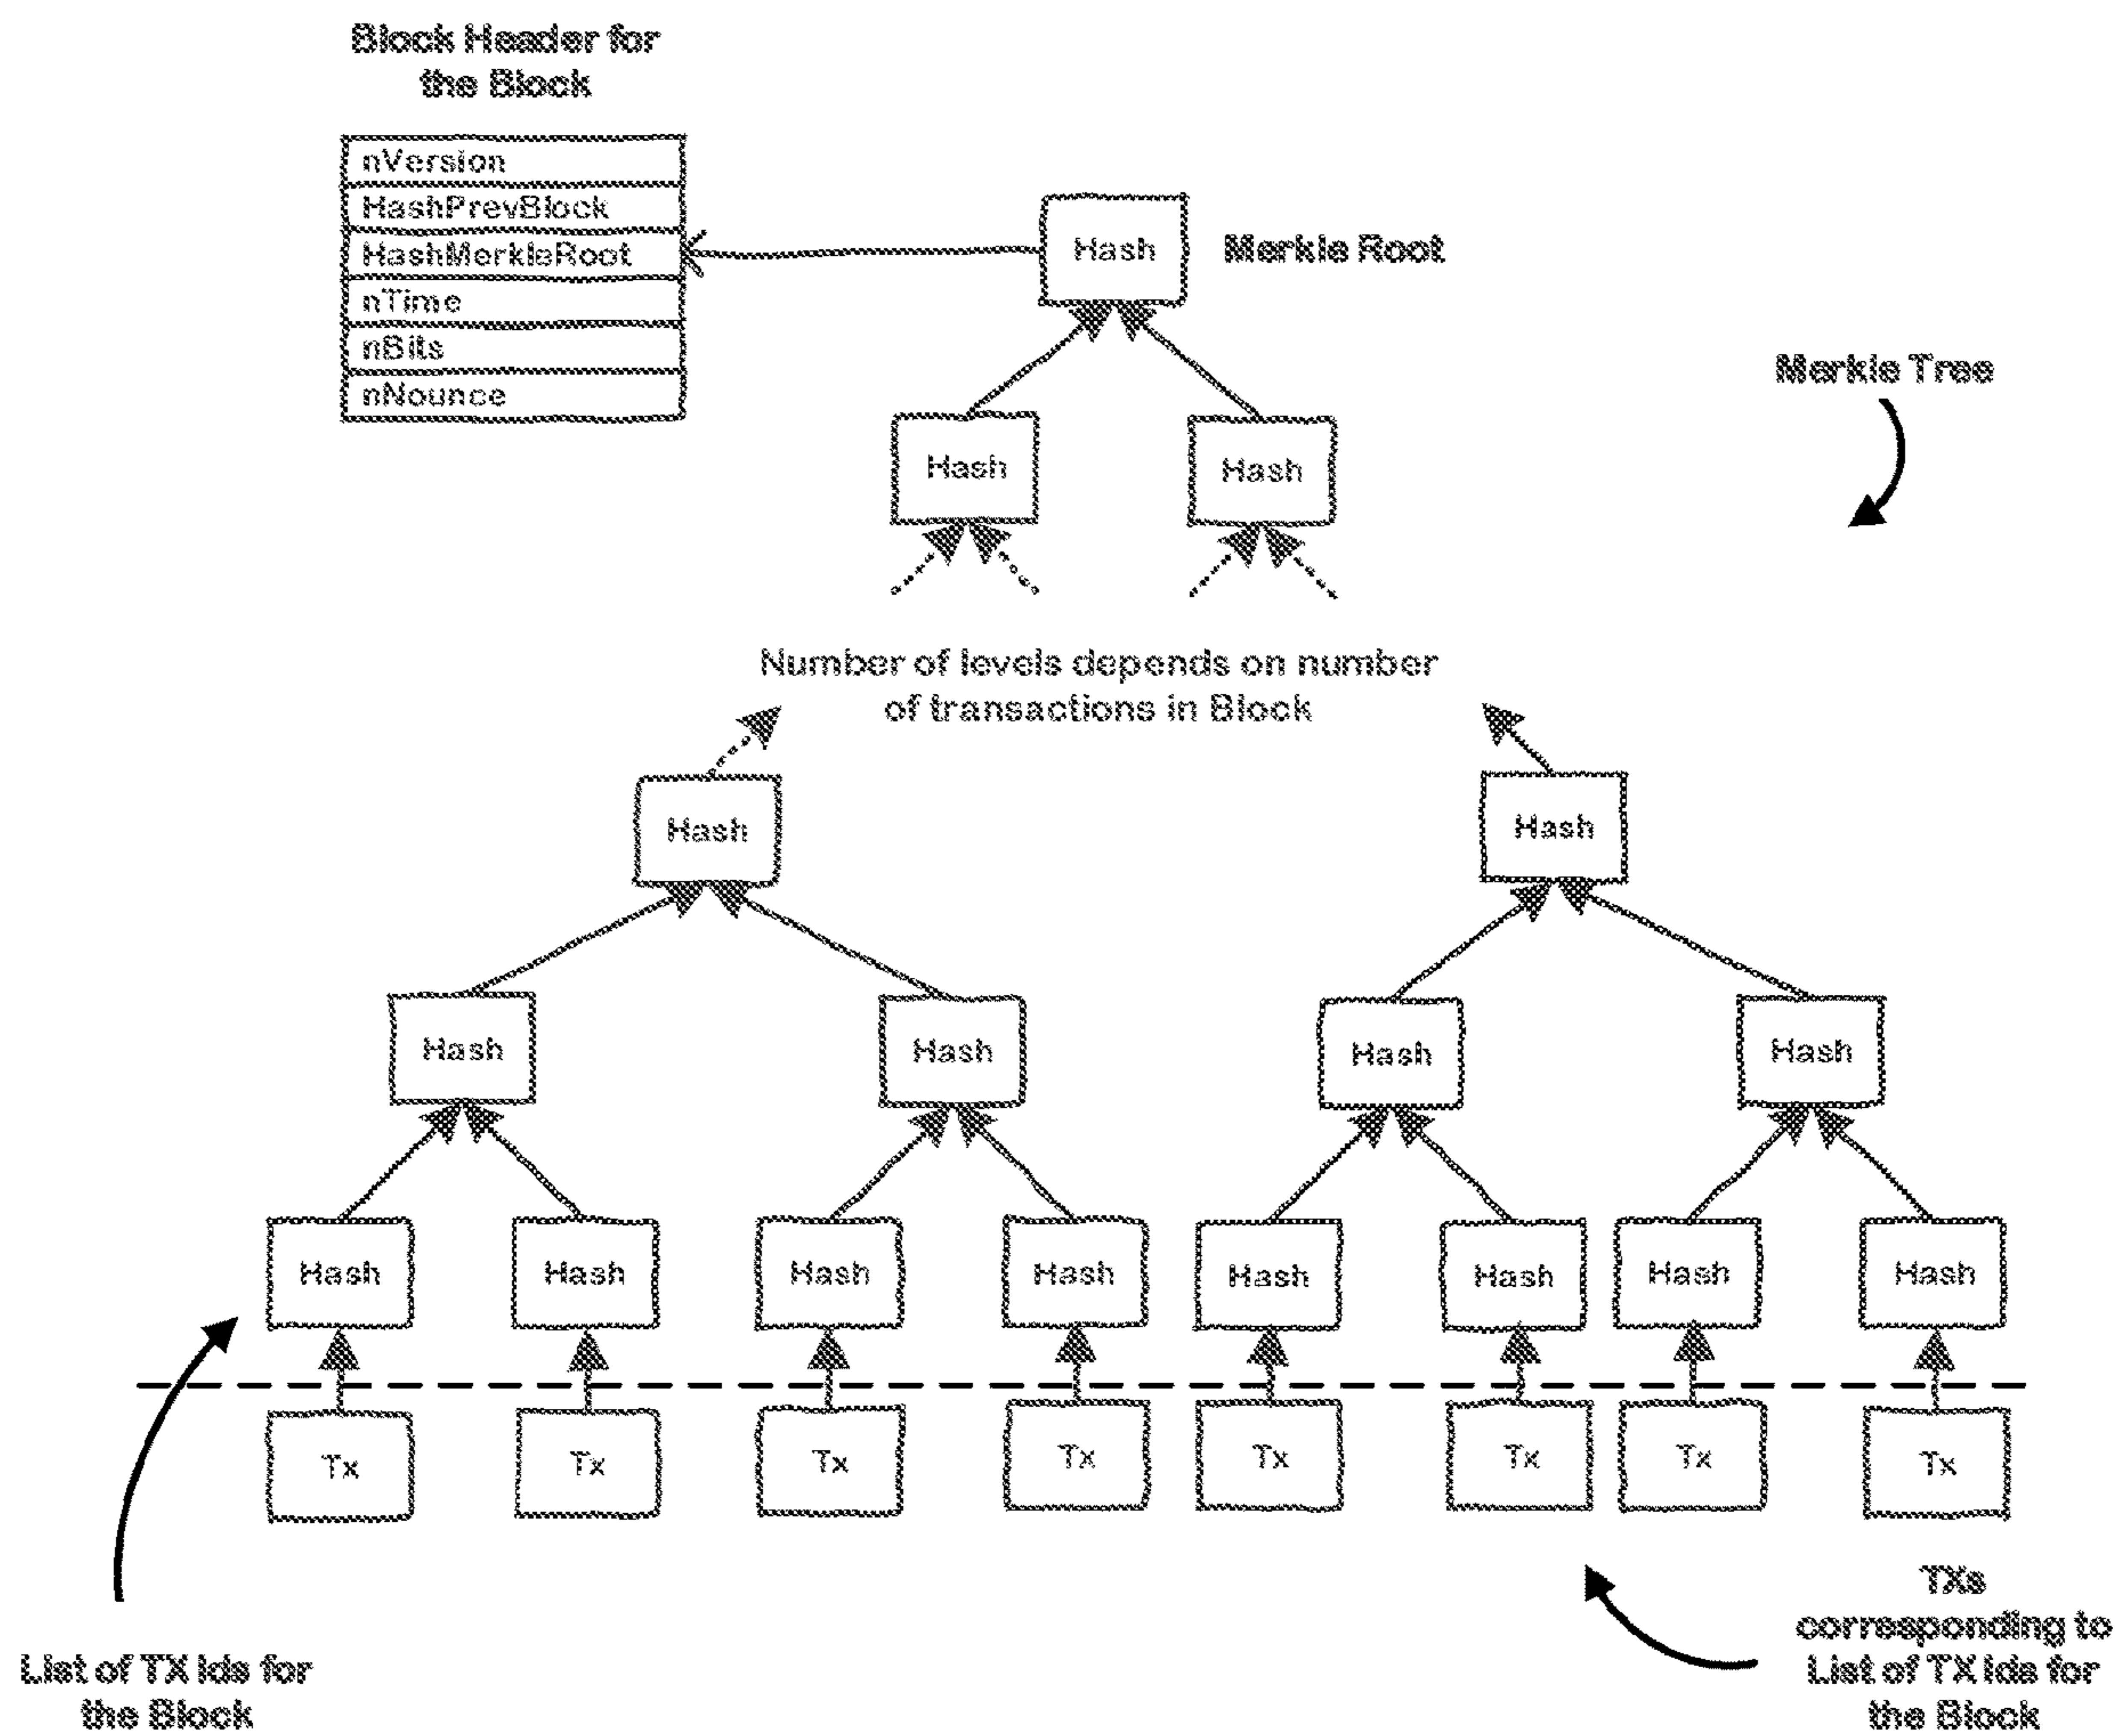 Block Header for
the Block
nVersion
HashPrevBlock
HashMerkleRoot
nTime
nBits
nNounce
Hash
Merkle Root
Merkle Tree
Hash
Hash
Number of levels depends on number
of transactions in Block
Hash
Hash
Hash
Hash
Hash
Hash
Hash
Hash
Hash
Hash
Hash
Hash
Hash
Hash
Tx
Tx
Tx
Tx
Tx
Tx
Tx
Tx
List of TX Ids for
the Block
TXs
corresponding to
List of TX Ids for
the Block